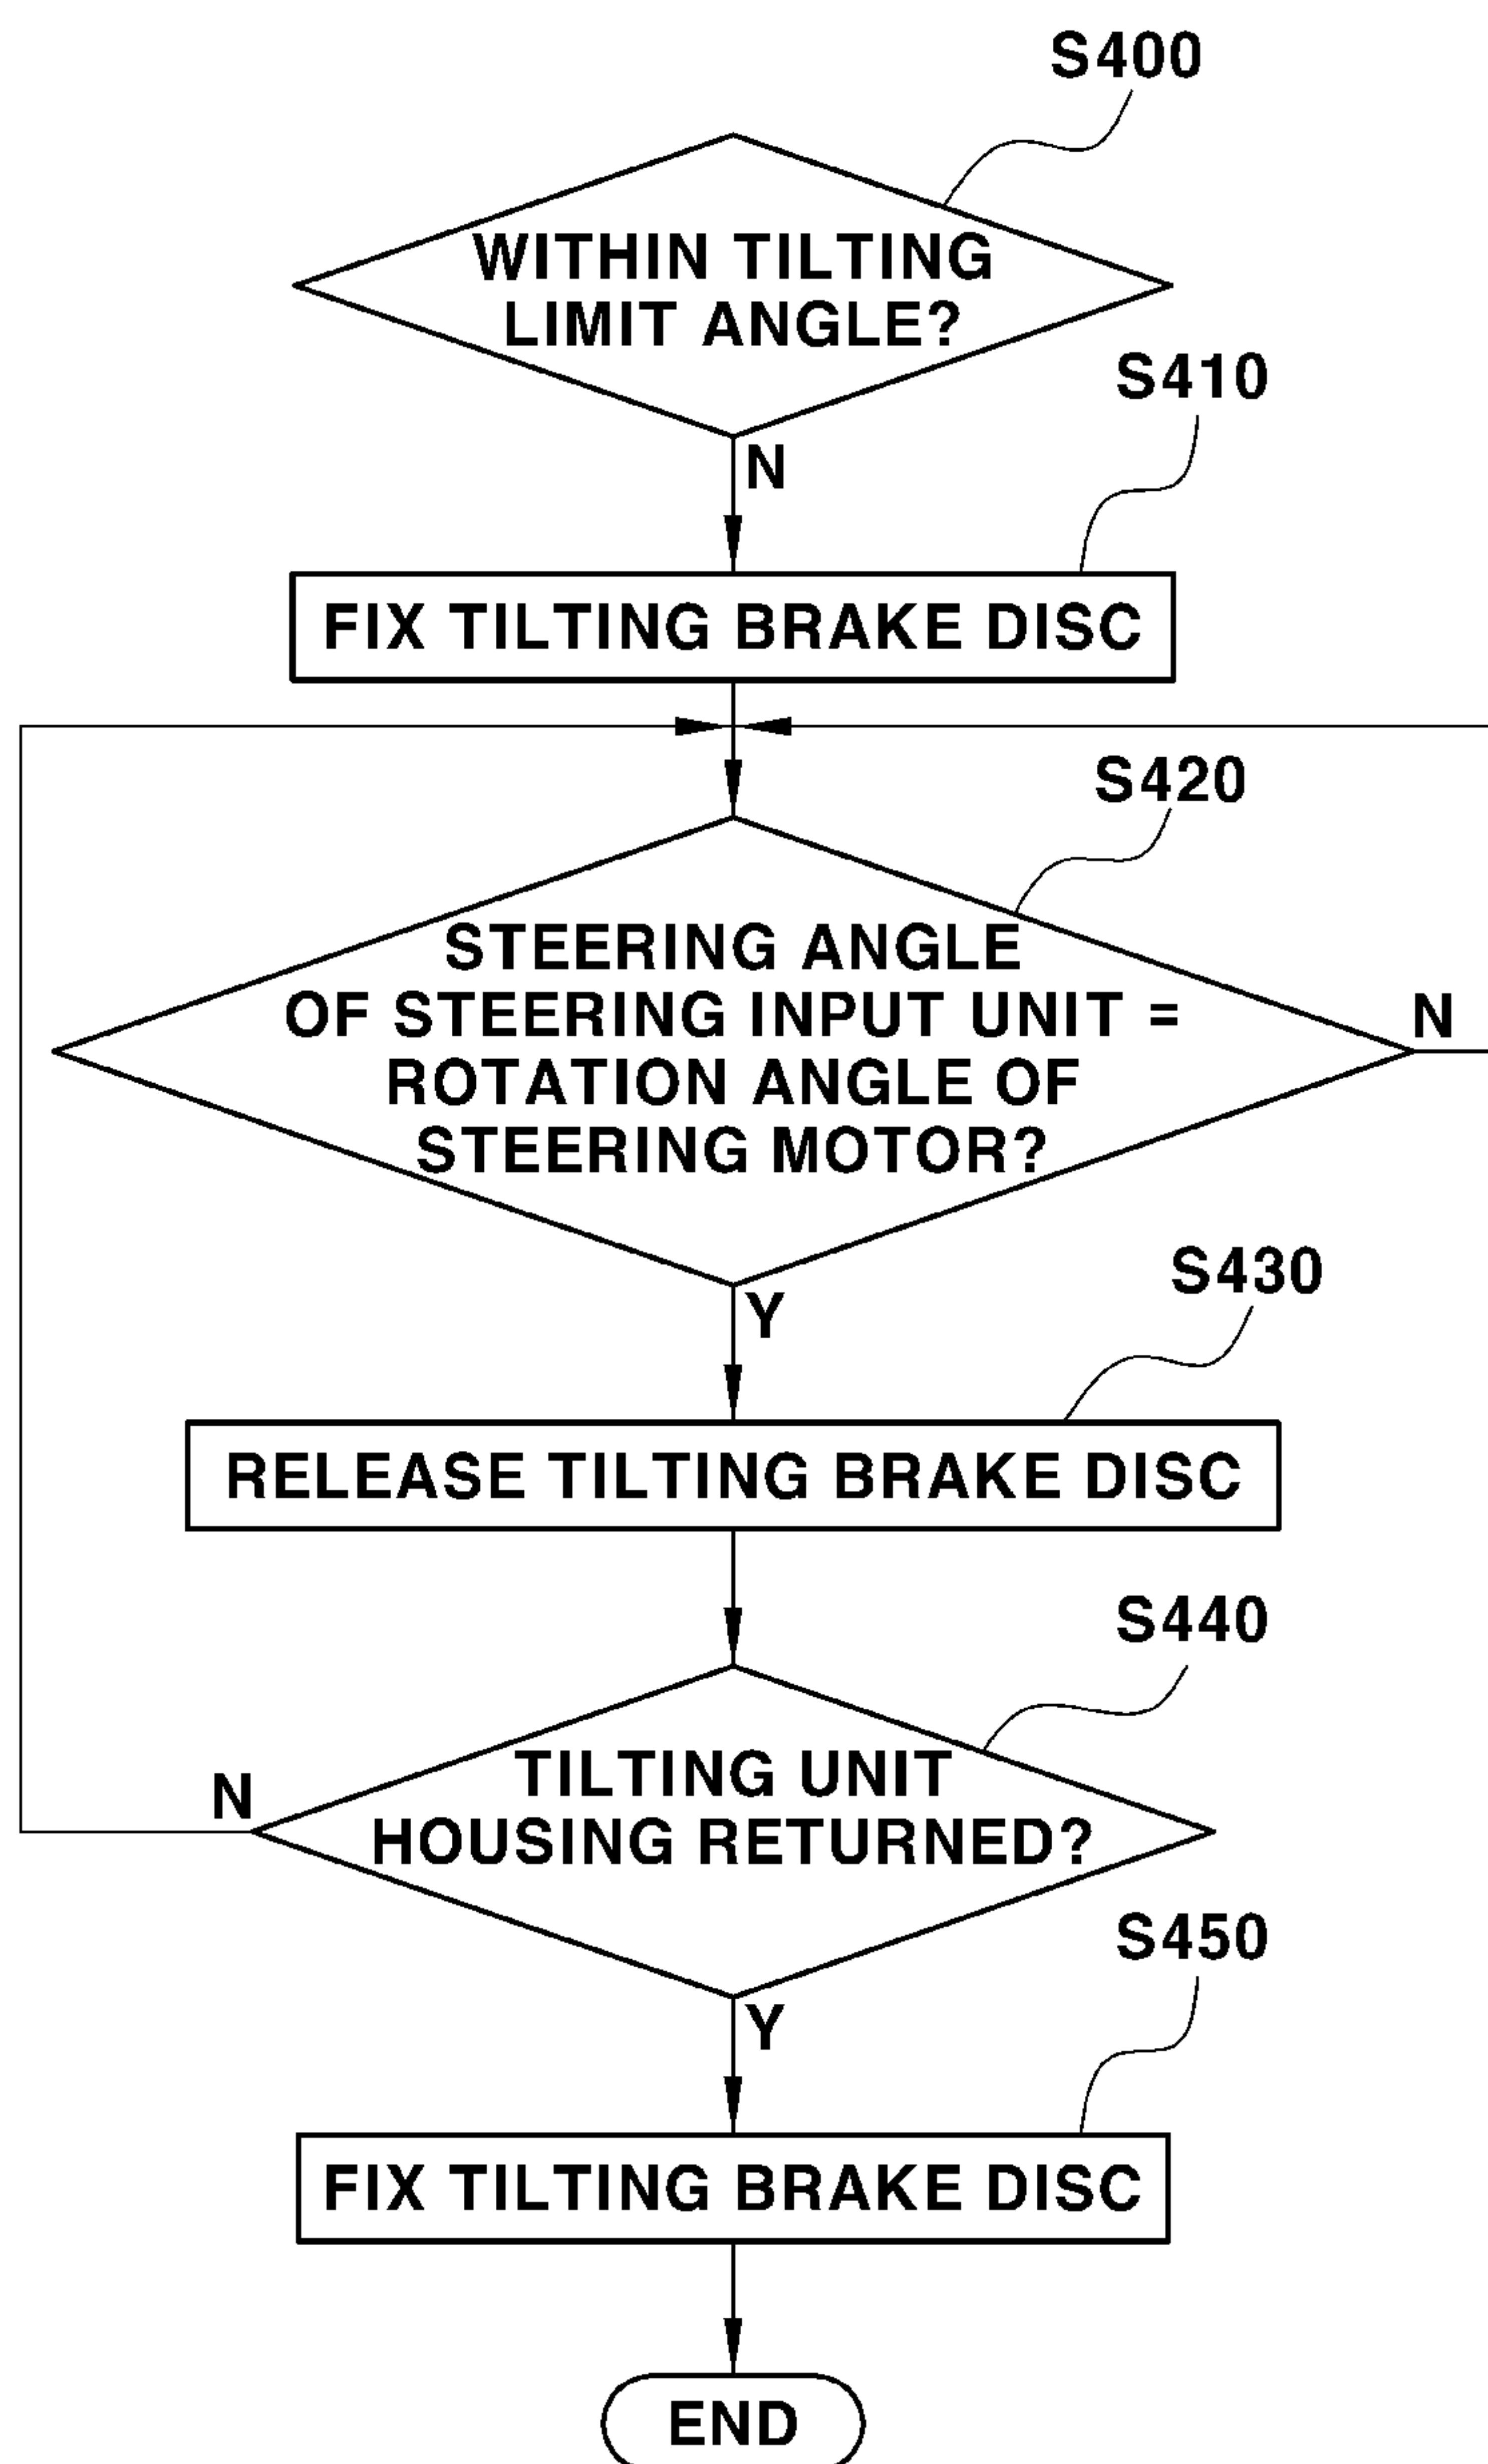 S400
WITHIN TILTING
LIMIT ANGLE?
S410
N
FIX TILTING BRAKE DISC
S420
STEERING ANGLE
OF STEERING INPUT UNIT =
N
ROTATION ANGLE OF
STEERING MOTOR?
S430
Y
RELEASE TILTING BRAKE DISC
S440
TILTING UNIT
N
HOUSING RETURNED?
S450
Y
FIX TILTING BRAKE DISC
END